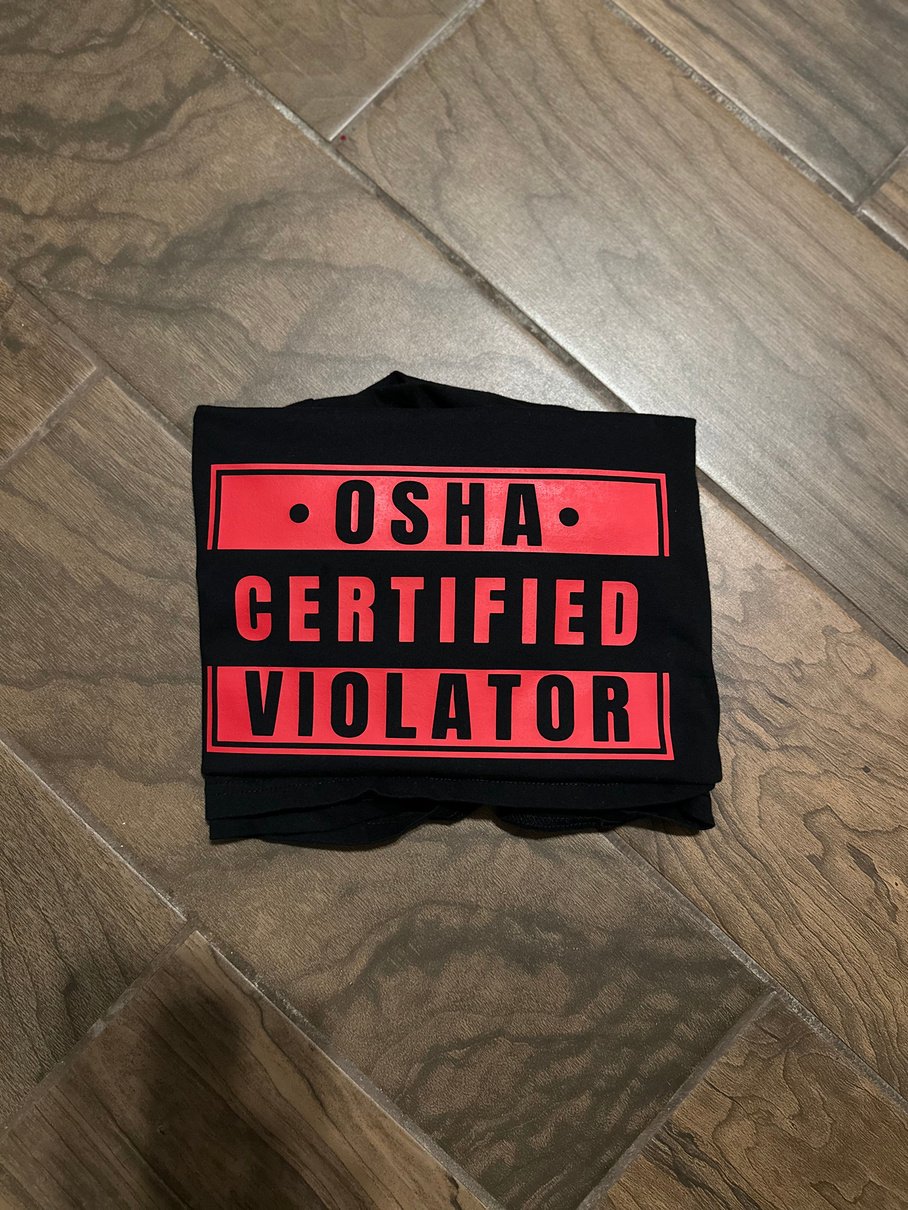 • OSHA •
CERTIFIED
VIOLATOR